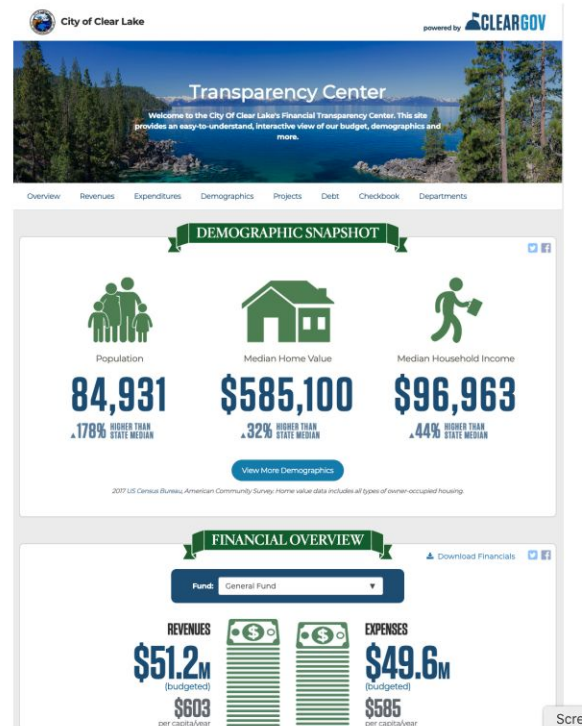 City of Clear Lake
powered by CLEARGOV
Transparency Center
Welcome to the City Of Clear Lake's Financial Transparency Center. This site
provides an easy-to-understand, interactive view of our budget, demographics and
more.
Overview Revenues Expenditures Demographics Projects Debt Checkbook Departments
DEMOGRAPHIC SNAPSHOT
Population Median Home Value Median Household Income
84,931 $585,100 $96,963
▲178% HIGHER THAN STATE MEDIAN ▲32% HIGHER THAN STATE MEDIAN ▲44% HIGHER THAN STATE MEDIAN
View More Demographics
2017 US Census Bureau, American Community Survey. Home value data includes all types of owner-occupied housing.
FINANCIAL OVERVIEW
Download Financials
Fund: General Fund
REVENUES EXPENSES
$51.2M $49.6M
(budgeted) (budgeted)
$603 $585
per capita/year per capita/year
Scre